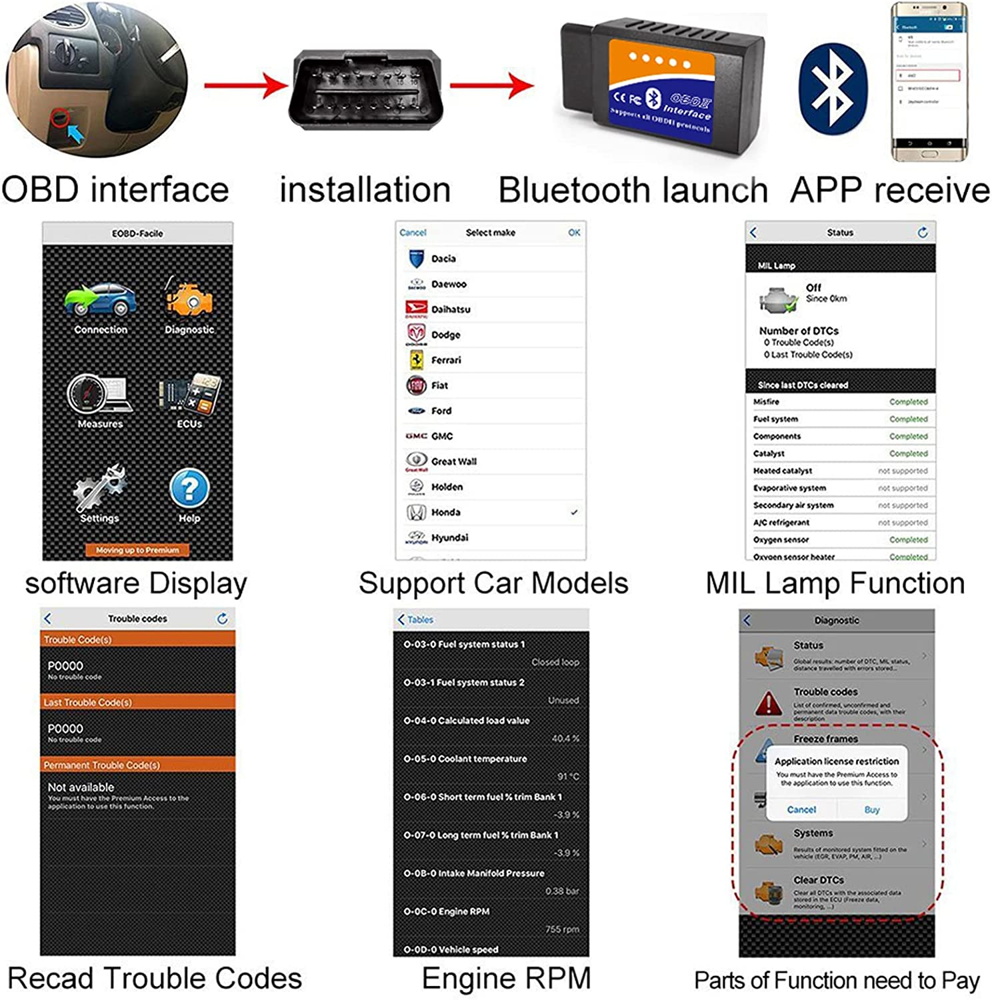 CE FC OBDII
Interface
Supports all OBDII protocols
OBD interface
installation
Bluetooth launch
APP receive
EOBD-Facile
Connection
Diagnostic
Measures
ECUs
Settings
Help
Moving up to Premium
software Display
Cancel Select make OK
Dacia
DAEWOO Daewoo
Daihatsu
Dodge
Ferrari
FIAT Fiat
Ford Ford
GMC GMC
Great Wall Great Wall
Holden
Honda
HYUNDAI Hyundai
Support Car Models
Status
MIL Lamp
Off
Since 0km
Number of DTCs
0 Trouble Code(s)
0 Last Trouble Code(s)
Since last DTCs cleared
Misfire Completed
Fuel system Completed
Components Completed
Catalyst Completed
Heated catalyst not supported
Evaporative system not supported
Secondary air system not supported
A/C refrigerant not supported
Oxygen sensor Completed
Oxygen sensor heater Completed
MIL Lamp Function
Trouble codes
Trouble Code(s)
P0000
No trouble code
Last Trouble Code(s)
P0000
No trouble code
Permanent Trouble Code(s)
Not available
You must have the Premium Access to the
application to use this function.
Recad Trouble Codes
Tables
0-03-0 Fuel system status 1
Closed loop
0-03-1 Fuel system status 2
Unused
0-04-0 Calculated load value
40.4 %
0-05-0 Coolant temperature
91 °C
0-06-0 Short term fuel % trim Bank 1
-3.9 %
0-07-0 Long term fuel % trim Bank 1
-3.9 %
0-0B-0 Intake Manifold Pressure
0.38 bar
0-0C-0 Engine RPM
755 rpm
0-0D-0 Vehicle speed
Engine RPM
Diagnostic
Status
Global results: number of DTC, MIL status,
distance travelled with errors stored...
Trouble codes
List of confirmed, unconfirmed and
permanent data trouble codes, with their
description
Freeze frames
Application license restriction
You must have the Premium Access to
the application to use this function.
Cancel Buy
Systems
Results of monitored system fitted on the
vehicle (EGR, EVAP, PM, AIR, ...)
Clear DTCs
Clear all DTCs with the associated data
stored in the ECU (Freeze data,
monitoring, ...)
Parts of Function need to Pay